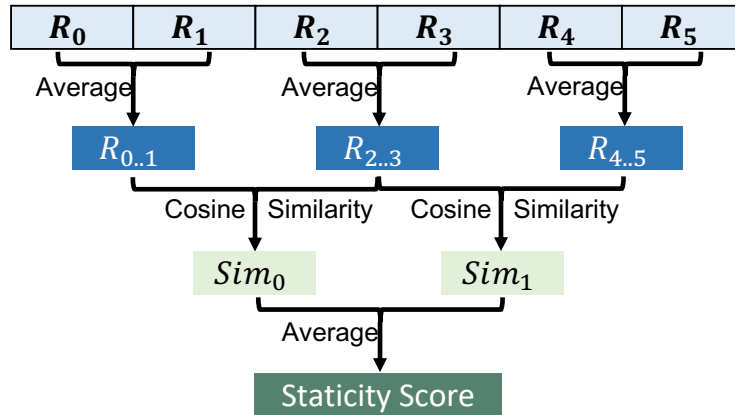 R0 R1 R2 R3 R4 R5
Average Average Average
R0..1 R2..3 R4..5
Cosine Similarity Cosine Similarity
Sim0 Sim1
Average
Staticity Score